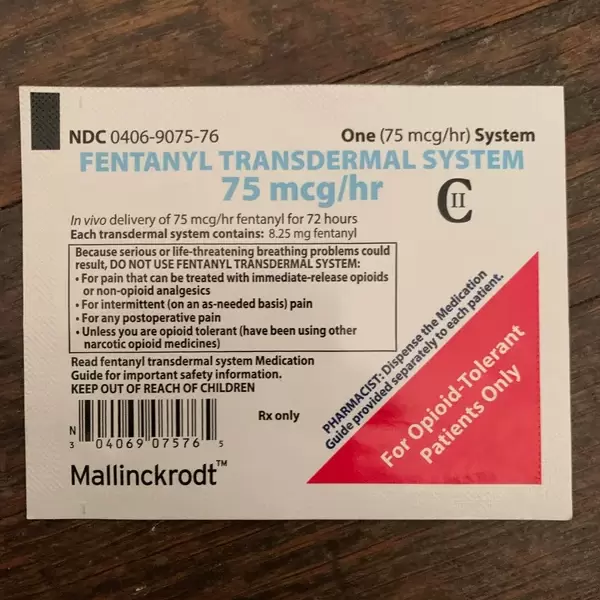 NDC 0406-9075-76
One (75 mcg/hr) System
FENTANYL TRANSDERMAL SYSTEM
75 mcg/hr
CII
In vivo delivery of 75 mcg/hr fentanyl for 72 hours
Each transdermal system contains: 8.25 mg fentanyl
Because serious or life-threatening breathing problems could
result, DO NOT USE FENTANYL TRANSDERMAL SYSTEM:
• For pain that can be treated with immediate-release opioids
or non-opioid analgesics
• For intermittent (on an as-needed basis) pain
• For any postoperative pain
• Unless you are opioid tolerant (have been using other
narcotic opioid medicines)
Read fentanyl transdermal system Medication
Guide for important safety information.
KEEP OUT OF REACH OF CHILDREN
Rx only
N
3 04069 07576 5
Mallinckrodt™
PHARMACIST: Dispense the Medication
Guide provided separately to each patient.
For Opioid-Tolerant
Patients Only